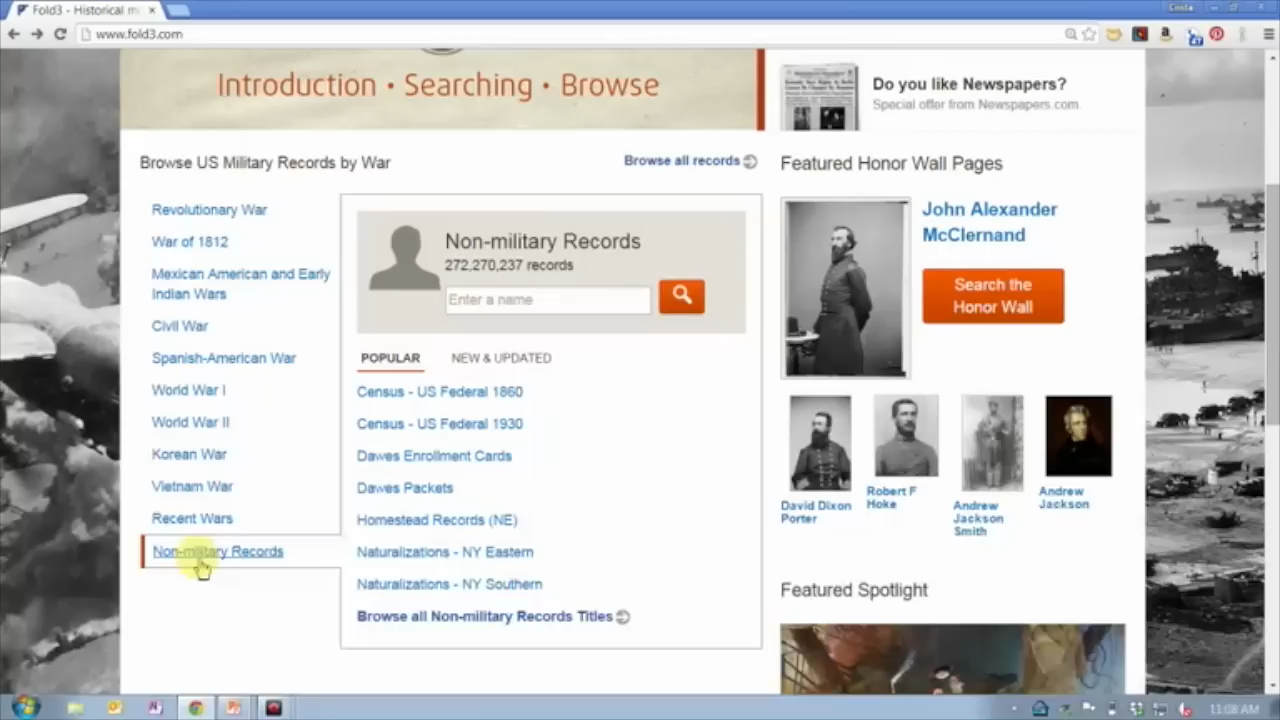 Fold3 - Historical mi
Costa
www.fold3.com
Introduction • Searching • Browse
Do you like Newspapers?
Special offer from Newspapers.com.
Browse US Military Records by War
Browse all records
Featured Honor Wall Pages
Revolutionary War
War of 1812
Mexican American and Early
Indian Wars
Civil War
Spanish-American War
World War I
World War II
Korean War
Vietnam War
Recent Wars
Non-military Records
Non-military Records
272,270,237 records
Enter a name
POPULAR
NEW & UPDATED
Census - US Federal 1860
Census - US Federal 1930
Dawes Enrollment Cards
Dawes Packets
Homestead Records (NE)
Naturalizations - NY Eastern
Naturalizations - NY Southern
Browse all Non-military Records Titles
John Alexander
McClernand
Search the
Honor Wall
David Dixon
Porter
Robert F
Hoke
Andrew
Jackson
Smith
Andrew
Jackson
Featured Spotlight
11:08 AM